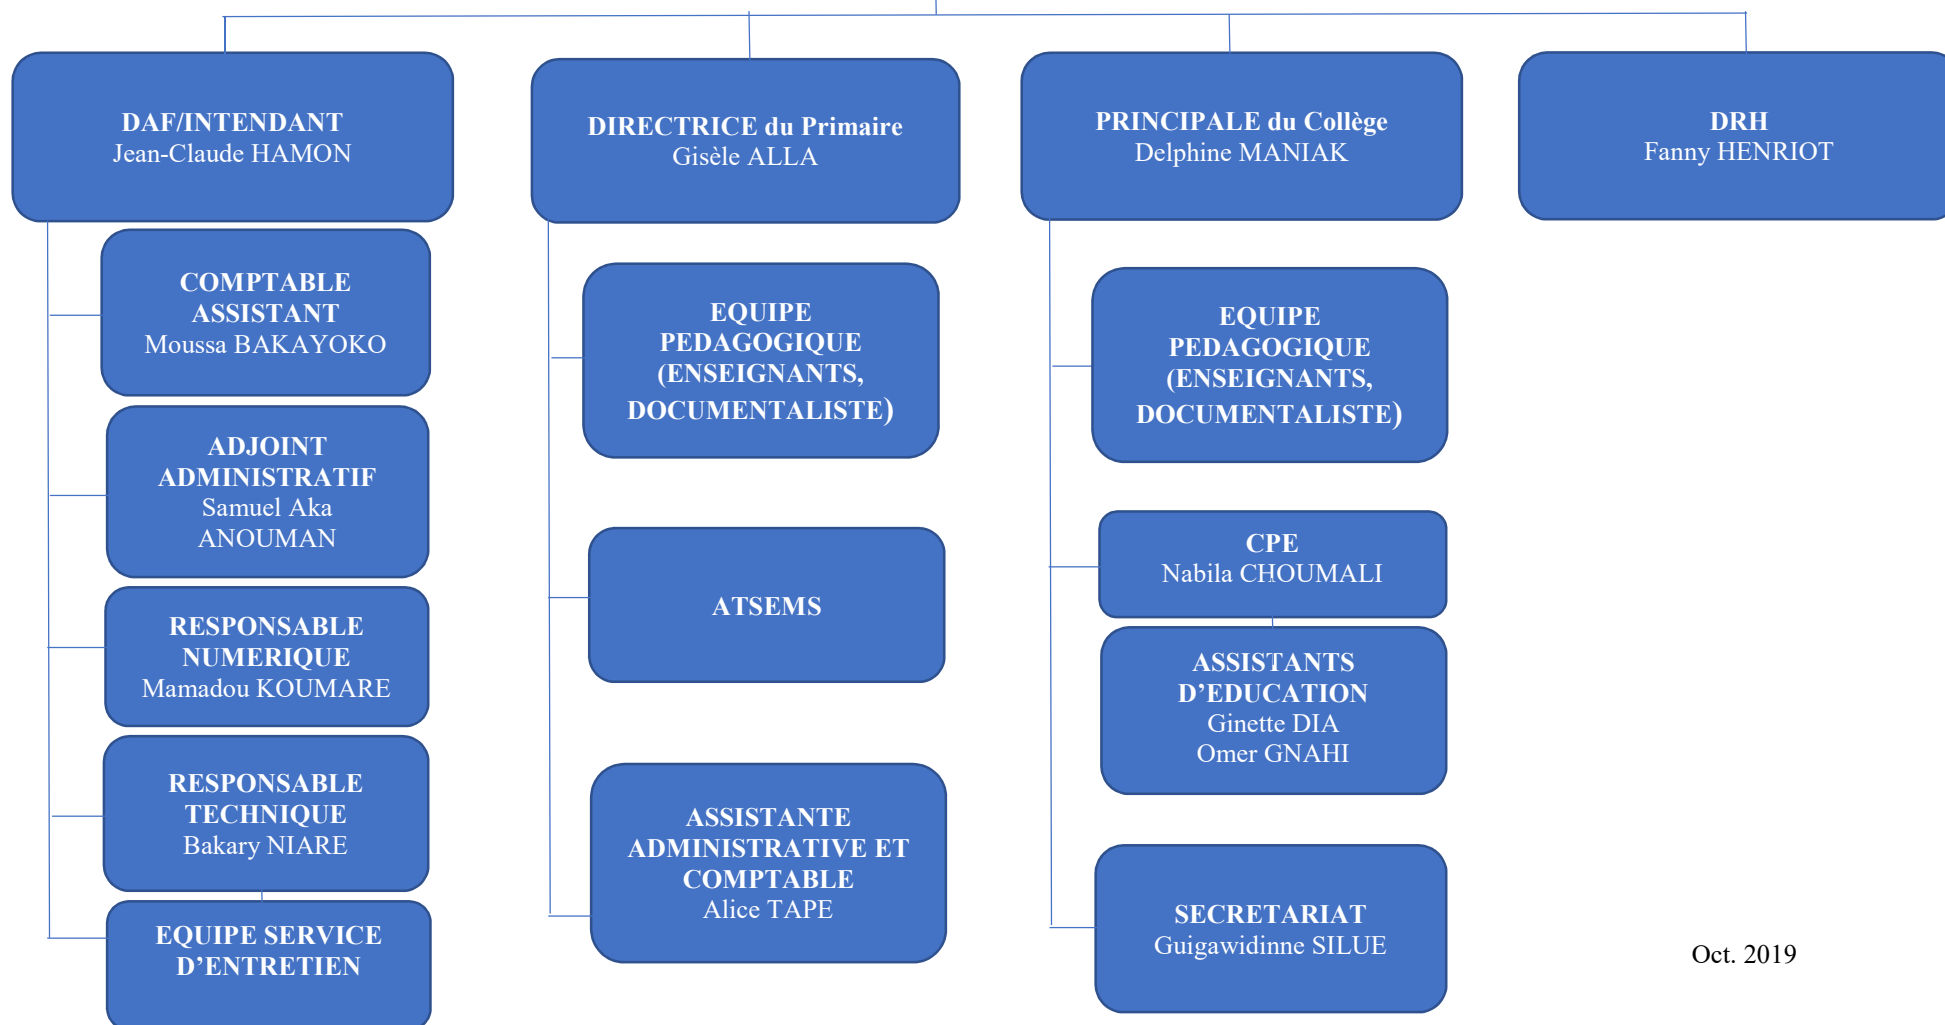 DAF/INTENDANT
Jean-Claude HAMON
COMPTABLE
ASSISTANT
Moussa BAKAYOKO
ADJOINT
ADMINISTRATIF
Samuel Aka
ANOUMAN
RESPONSABLE
NUMERIQUE
Mamadou KOUMARE
RESPONSABLE
TECHNIQUE
Bakary NIARE
EQUIPE SERVICE
D’ENTRETIEN
DIRECTRICE du Primaire
Gisèle ALLA
EQUIPE
PEDAGOGIQUE
(ENSEIGNANTS,
DOCUMENTALISTE)
ATSEMS
ASSISTANTE
ADMINISTRATIVE ET
COMPTABLE
Alice TAPE
PRINCIPALE du Collège
Delphine MANIAK
EQUIPE
PEDAGOGIQUE
(ENSEIGNANTS,
DOCUMENTALISTE)
CPE
Nabila CHOUMALI
ASSISTANTS
D’EDUCATION
Ginette DIA
Omer GNAHI
SECRETARIAT
Guigawidinne SILUE
DRH
Fanny HENRIOT
Oct. 2019